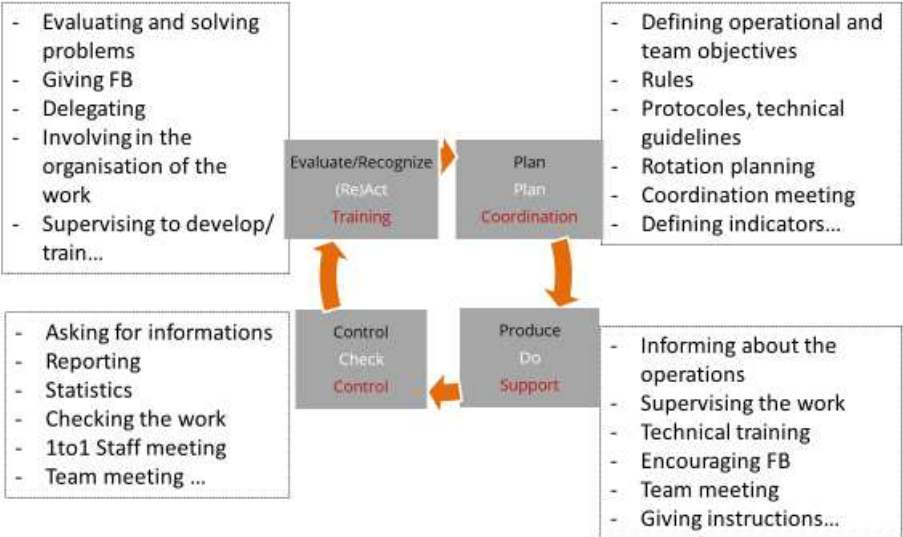 - Evaluating and solving
problems
- Giving FB
- Delegating
- Involving in the
organisation of the
work
- Supervising to develop/
train...
- Defining operational and
team objectives
- Rules
- Protocoles, technical
guidelines
- Rotation planning
- Coordination meeting
- Defining indicators...
Evaluate/Recognize
(Re)Act
Training
Plan
Plan
Coordination
Control
Check
Control
Produce
Do
Support
- Asking for informations
- Reporting
- Statistics
- Checking the work
- 1to1 Staff meeting
- Team meeting ...
- Informing about the
operations
- Supervising the work
- Technical training
- Encouraging FB
- Team meeting
- Giving instructions...